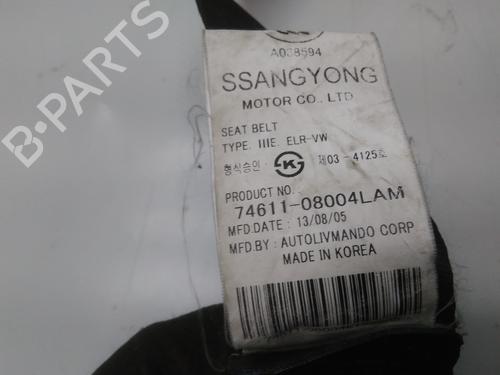 A038594
SSANGYONG
MOTOR CO., LTD
SEAT BELT
TYPE. IIIE. ELR-VW
형식승인 : K 제03 - 4125호
PRODUCT NO.
74611-08004LAM
MFD.DATE : 13/08/05
MFD.BY : AUTOLIVMANDO CORP
MADE IN KOREA
B-PARTS